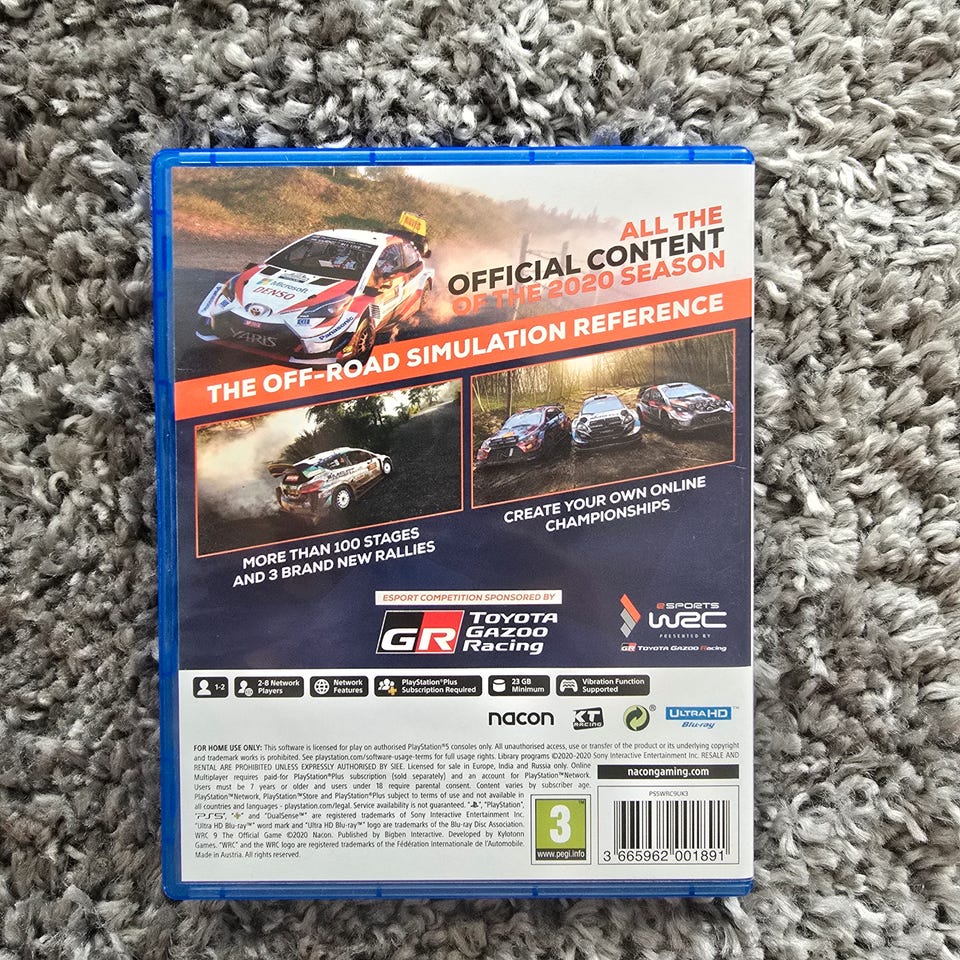 ALL THE
OFFICIAL CONTENT
OF THE 2020 SEASON
Microsoft
DENSO
YARIS
Panasonic
THE OFF-ROAD SIMULATION REFERENCE
MORE THAN 100 STAGES
AND 3 BRAND NEW RALLIES
CREATE YOUR OWN ONLINE
CHAMPIONSHIPS
ESPORT COMPETITION SPONSORED BY
GR TOYOTA
GAZOO
Racing
eSPORTS
WRC
PRESENTED BY
GR TOYOTA GAZOO Racing
1-2
2-8 Network
Players
Network
Features
PlayStation®Plus
Subscription Required
23 GB
Minimum
Vibration Function
Supported
nacon
KT
RACING
®
ULTRA HD™
Blu-ray
FOR HOME USE ONLY: This software is licensed for play on authorised PlayStation®5 consoles only. All unauthorised access, use or transfer of the product or its underlying copyright
and trademark works is prohibited. See playstation.com/software-usage-terms for full usage rights. Library programs ©2020-2020 Sony Interactive Entertainment Inc. RESALE AND
RENTAL ARE PROHIBITED UNLESS EXPRESSLY AUTHORISED BY SIEE. Licensed for sale in Europe, India and Russia only. Online
Multiplayer requires paid-for PlayStation®Plus subscription (sold separately) and an account for PlayStation™Network.
Users must be 7 years or older and users under 18 require parental consent. Content varies by subscriber age.
PlayStation™Network, PlayStation™Store and PlayStation®Plus subject to terms of use and not available in
all countries and languages - playstation.com/legal. Service availability is not guaranteed. "PlayStation",
"PS5", and "DualSense™" are registered trademarks of Sony Interactive Entertainment Inc.
"Ultra HD Blu-ray™" word mark and "Ultra HD Blu-ray™" logo are trademarks of the Blu-ray Disc Association.
WRC 9 The Official Game ©2020 Nacon. Published by Bigben Interactive. Developed by Kylotonn
Games. "WRC" and the WRC logo are registered trademarks of the Fédération Internationale de l'Automobile.
Made in Austria. All rights reserved.
nacongaming.com
PS5WRC9UK3
3
www.pegi.info
3 665962 001891